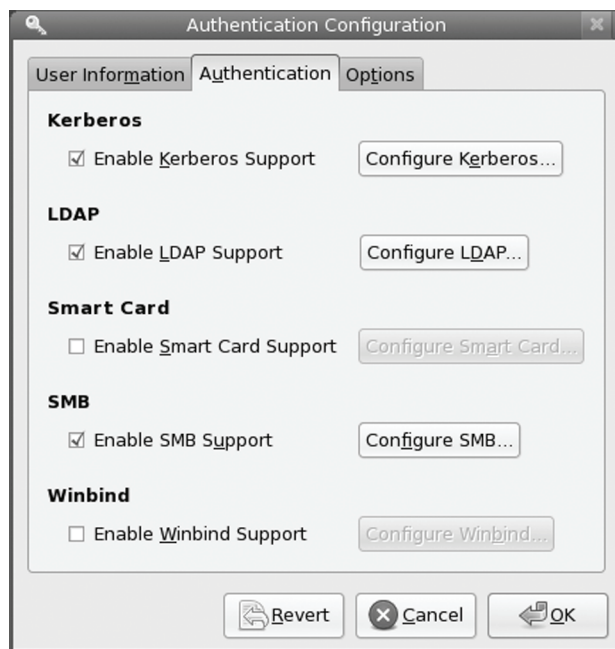 Authentication Configuration
User Information Authentication Options
Kerberos
Enable Kerberos Support Configure Kerberos...
LDAP
Enable LDAP Support Configure LDAP...
Smart Card
Enable Smart Card Support Configure Smart Card...
SMB
Enable SMB Support Configure SMB...
Winbind
Enable Winbind Support Configure Winbind...
Revert Cancel OK